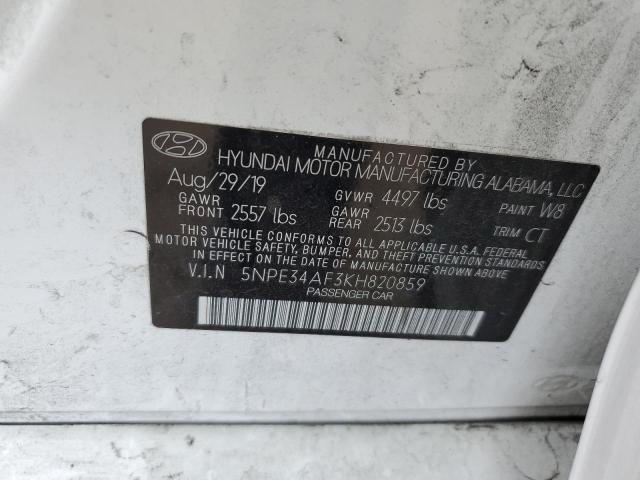 MANUFACTURED BY
HYUNDAI MOTOR MANUFACTURING ALABAMA, LLC
Aug/29/19 GVWR 4497 lbs PAINT W8
GAWR FRONT 2557 lbs GAWR REAR 2513 lbs TRIM CT
THIS VEHICLE CONFORMS TO ALL APPLICABLE U.S.A. FEDERAL
MOTOR VEHICLE SAFETY, BUMPER, AND THEFT PREVENTION STANDARDS
IN EFFECT ON THE DATE OF MANUFACTURE SHOWN ABOVE.
V.I.N 5NPE34AF3KH820859
PASSENGER CAR